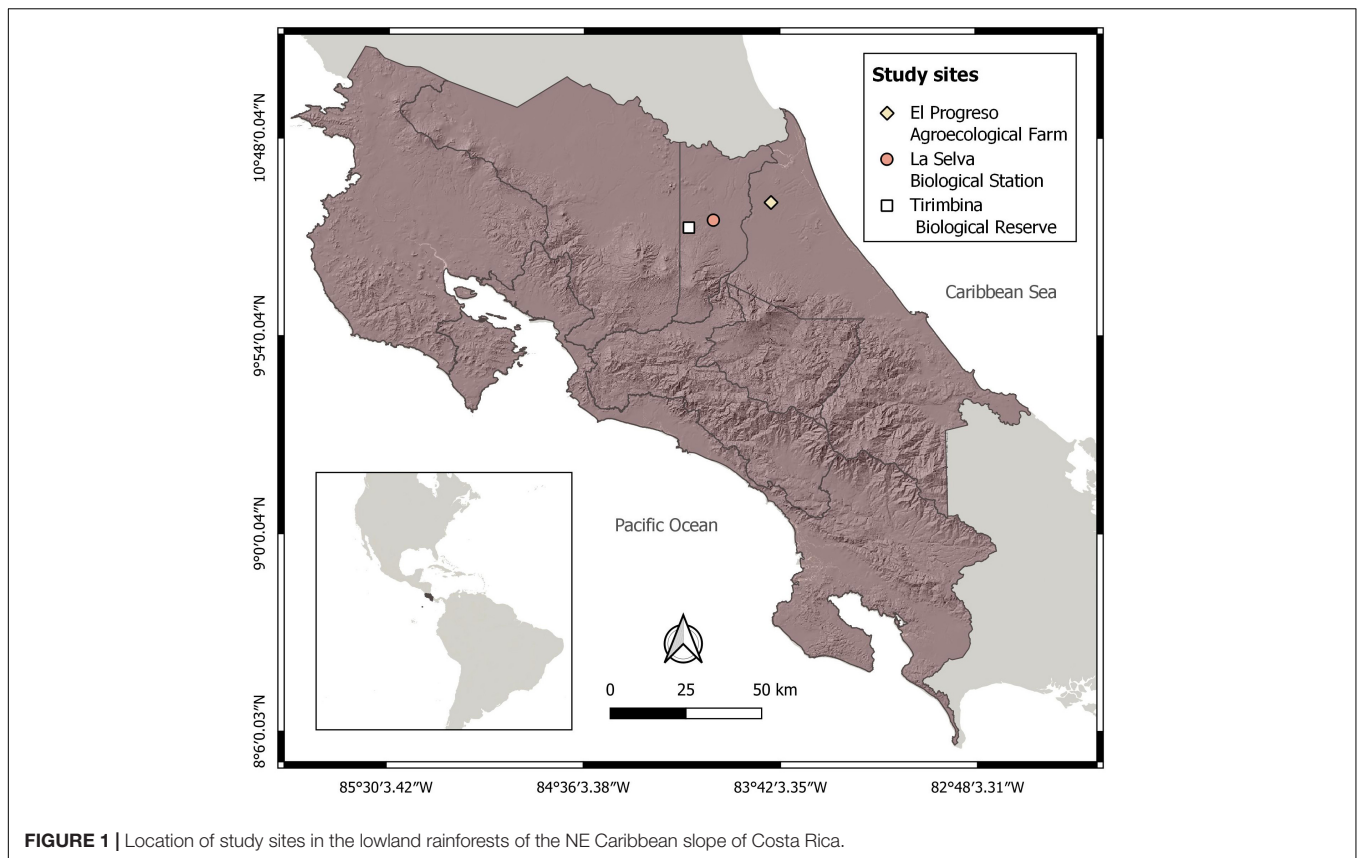 Study sites
El Progreso
Agroecological Farm
La Selva
Biological Station
Tirimbina
Biological Reserve
10°48'0.04"N
9°54'0.04"N
9°0'0.04"N
8°6'0.03"N
Caribbean Sea
Pacific Ocean
0 25 50 km
85°30'3.42"W 84°36'3.38"W 83°42'3.35"W 82°48'3.31"W
FIGURE 1 | Location of study sites in the lowland rainforests of the NE Caribbean slope of Costa Rica.